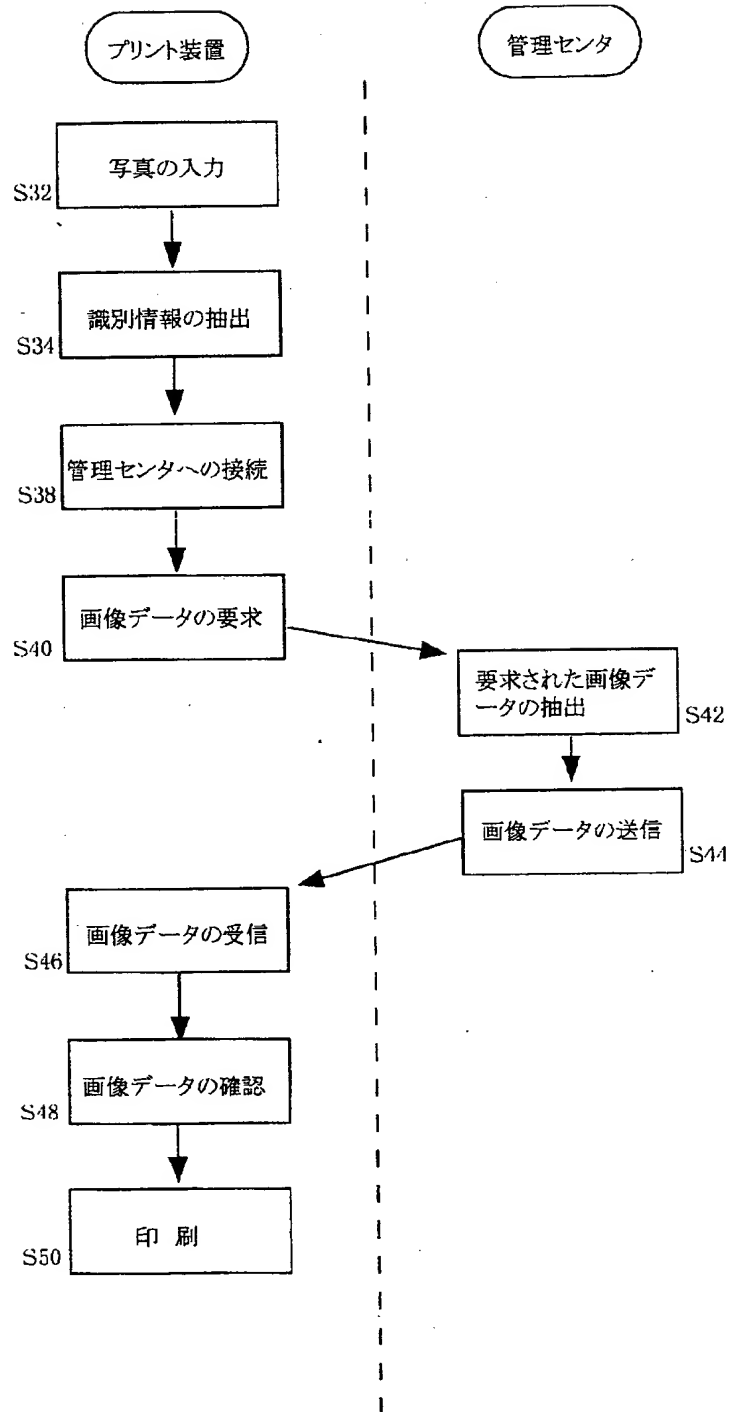 プリント装置
管理センタ
写真の入力
S32
識別情報の抽出
S34
管理センタへの接続
S38
画像データの要求
S40
要求された画像デ
ータの抽出
S42
画像データの送信
S44
画像データの受信
S46
画像データの確認
S48
印 刷
S50